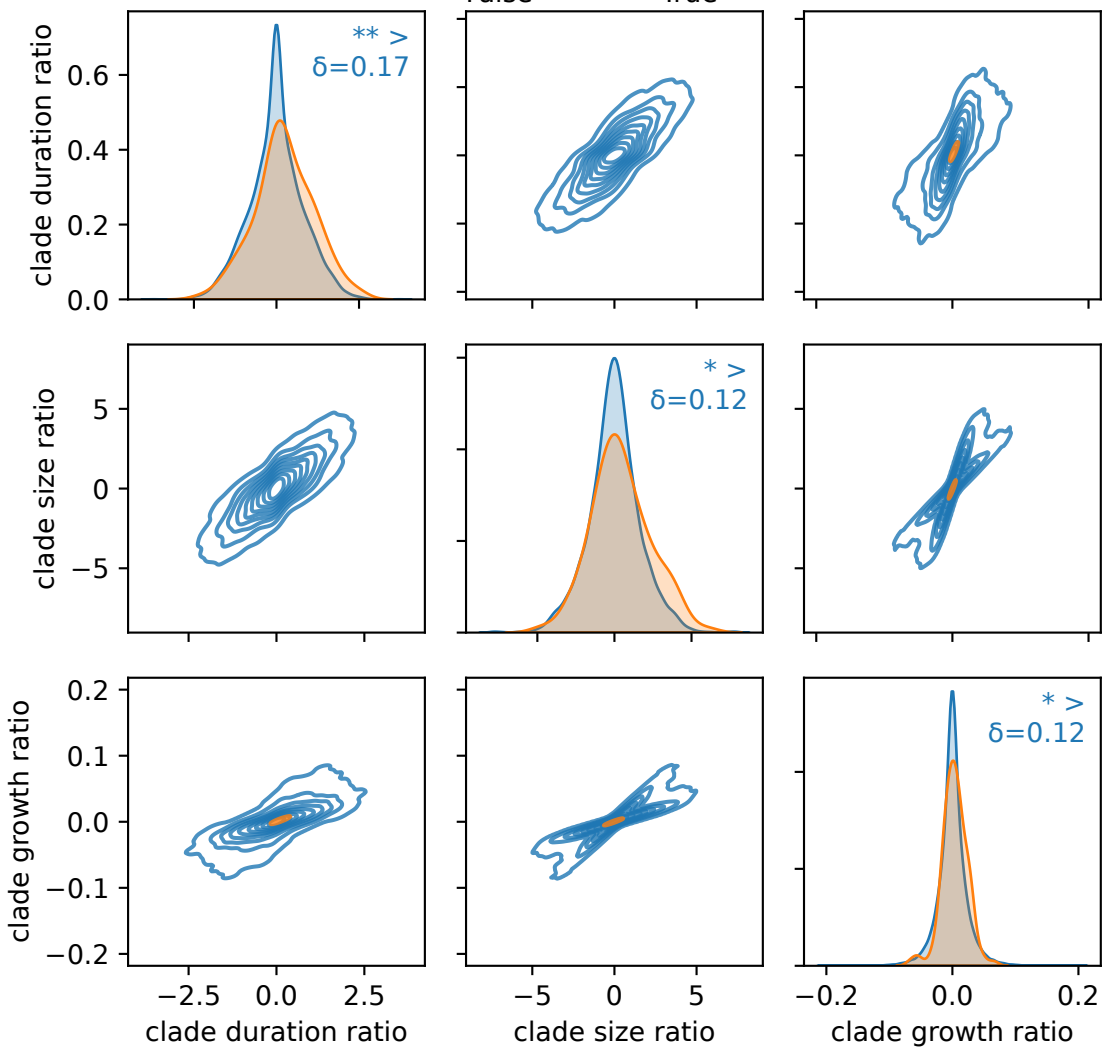 clade duration ratio
0.6
0.4
0.2
0.0
** >
δ=0.17
clade size ratio
5
0
−5
* >
δ=0.12
clade growth ratio
0.2
0.1
0.0
−0.1
−0.2
* >
δ=0.12
−2.5 0.0 2.5
clade duration ratio
−5 0 5
clade size ratio
−0.2 0.0 0.2
clade growth ratio